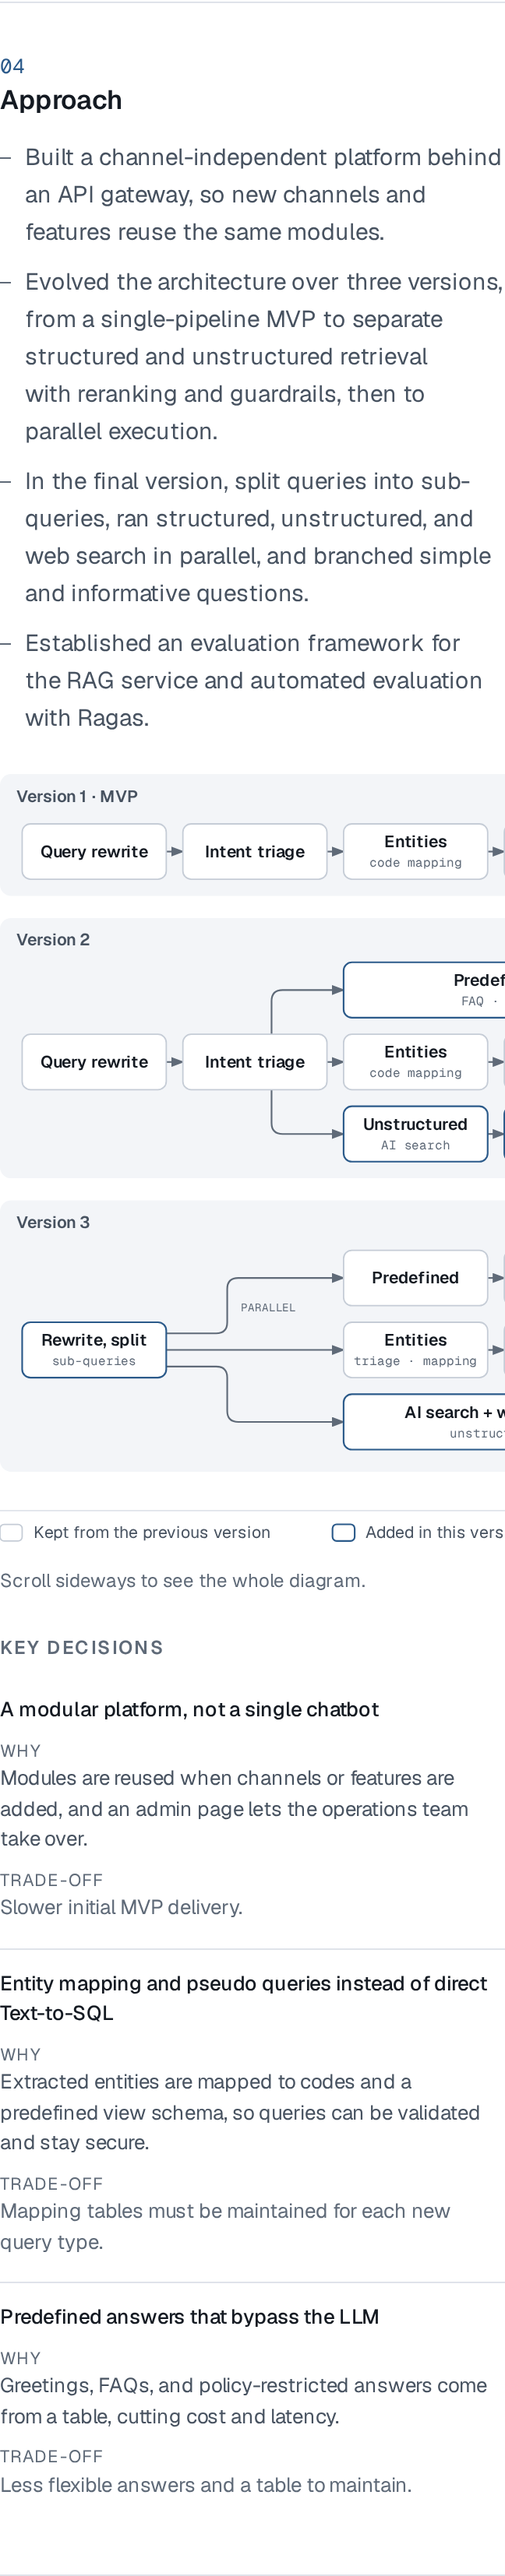 04
Approach
– Built a channel-independent platform behind
an API gateway, so new channels and
features reuse the same modules.
– Evolved the architecture over three versions,
from a single-pipeline MVP to separate
structured and unstructured retrieval
with reranking and guardrails, then to
parallel execution.
– In the final version, split queries into sub-
queries, ran structured, unstructured, and
web search in parallel, and branched simple
and informative questions.
– Established an evaluation framework for
the RAG service and automated evaluation
with Ragas.
Version 1 · MVP
Query rewrite
Intent triage
Entities
code mapping
Version 2
Predef
FAQ ·
Query rewrite
Intent triage
Entities
code mapping
Unstructured
AI search
Version 3
Predefined
PARALLEL
Rewrite, split
sub-queries
Entities
triage · mapping
AI search + w
unstruc
Kept from the previous version
Added in this vers
Scroll sideways to see the whole diagram.
KEY DECISIONS
A modular platform, not a single chatbot
WHY
Modules are reused when channels or features are
added, and an admin page lets the operations team
take over.
TRADE-OFF
Slower initial MVP delivery.
Entity mapping and pseudo queries instead of direct
Text-to-SQL
WHY
Extracted entities are mapped to codes and a
predefined view schema, so queries can be validated
and stay secure.
TRADE-OFF
Mapping tables must be maintained for each new
query type.
Predefined answers that bypass the LLM
WHY
Greetings, FAQs, and policy-restricted answers come
from a table, cutting cost and latency.
TRADE-OFF
Less flexible answers and a table to maintain.